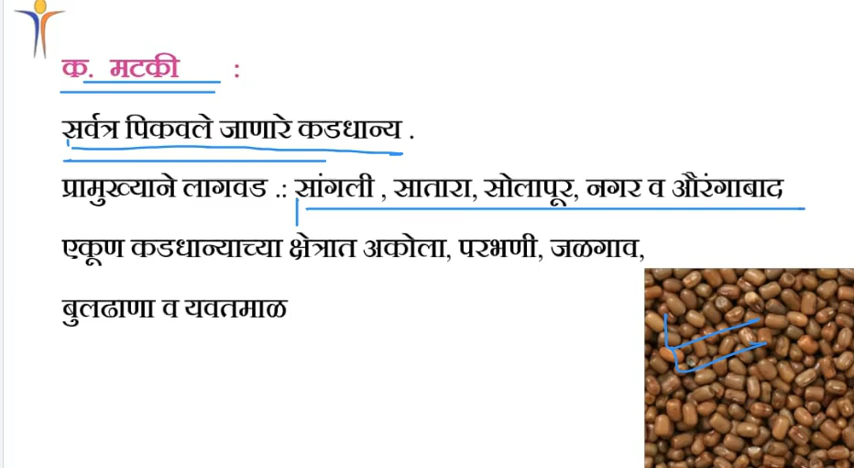 क. मटकी :
सर्वत्र पिकवले जाणारे कडधान्य .
प्रामुख्याने लागवड .: सांगली , सातारा, सोलापूर, नगर व औरंगाबाद
एकूण कडधान्याच्या क्षेत्रात अकोला, परभणी, जळगाव,
बुलढाणा व यवतमाळ